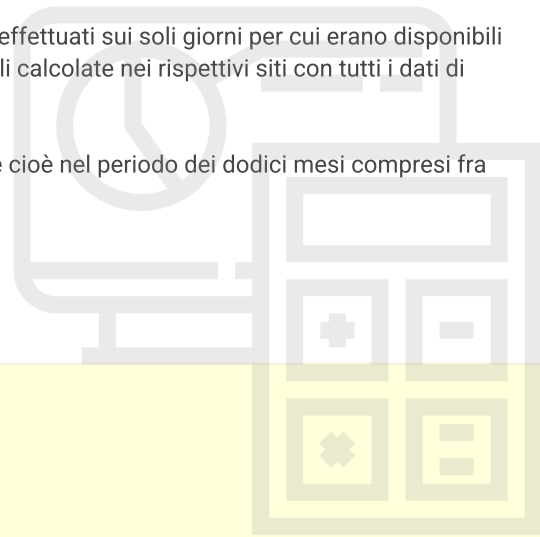 effettuati sui soli giorni per cui erano disponibili
li calcolate nei rispettivi siti con tutti i dati di
e cioè nel periodo dei dodici mesi compresi fra